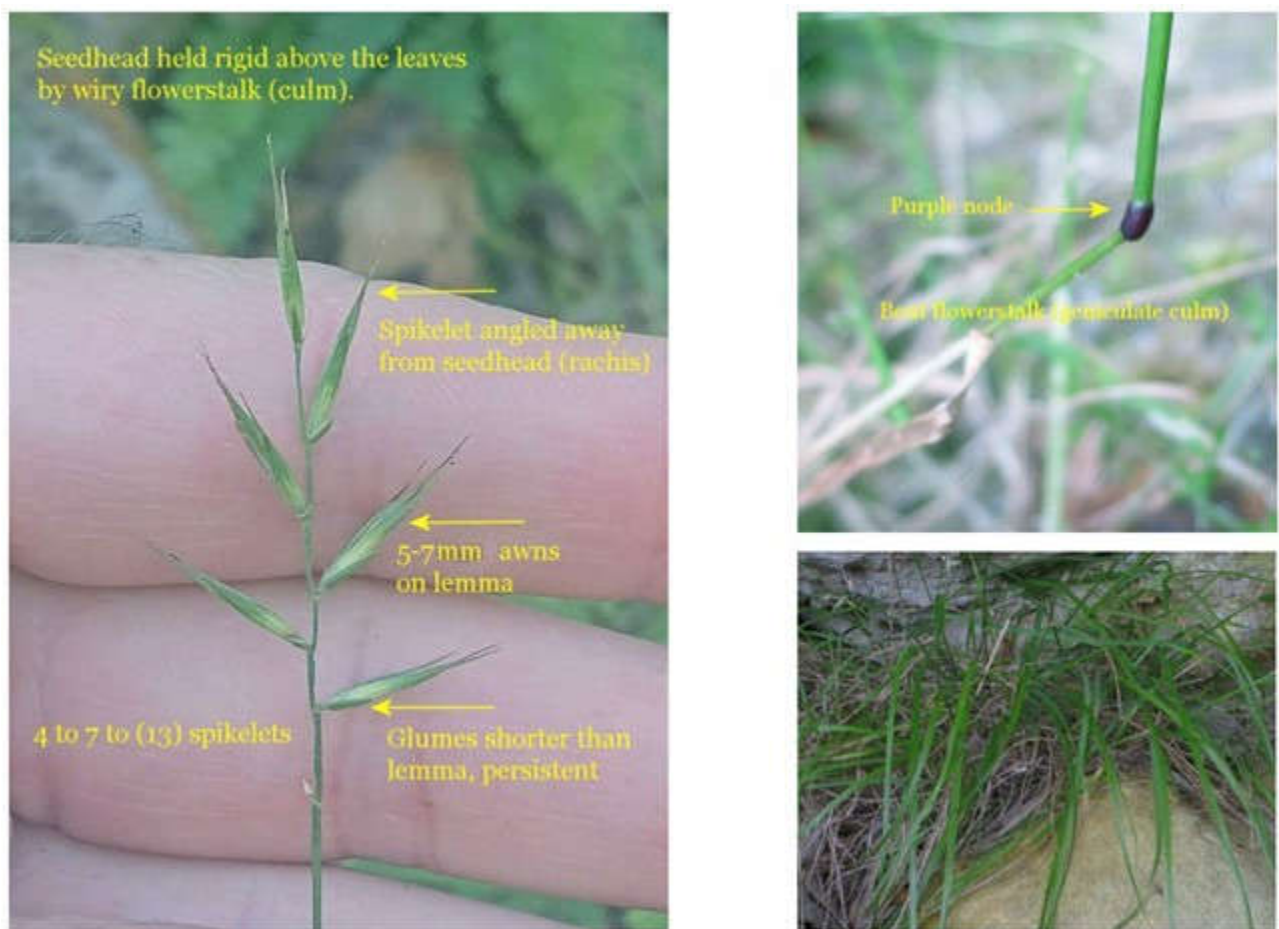 Seedhead held rigid above the leaves
by wiry flowerstalk (culm).
Spikelet angled away
from seedhead (rachis)
5-7mm awns
on lemma
4 to 7 to (13) spikelets
Glumes shorter than
lemma, persistent
Purple node
Bent flowerstalk (geniculate culm)